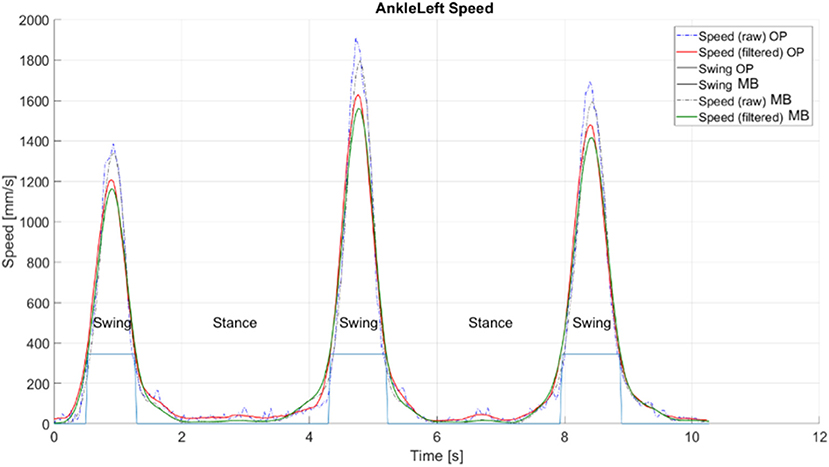 AnkleLeft Speed
2000
1800
1600
1400
1200
1000
800
600
400
200
0
Speed [mm/s]
Speed (raw) OP
Speed (filtered) OP
Swing OP
Swing MB
Speed (raw) MB
Speed (filtered) MB
Swing Stance Swing Stance Swing
0 2 4 6 8 10 12
Time [s]